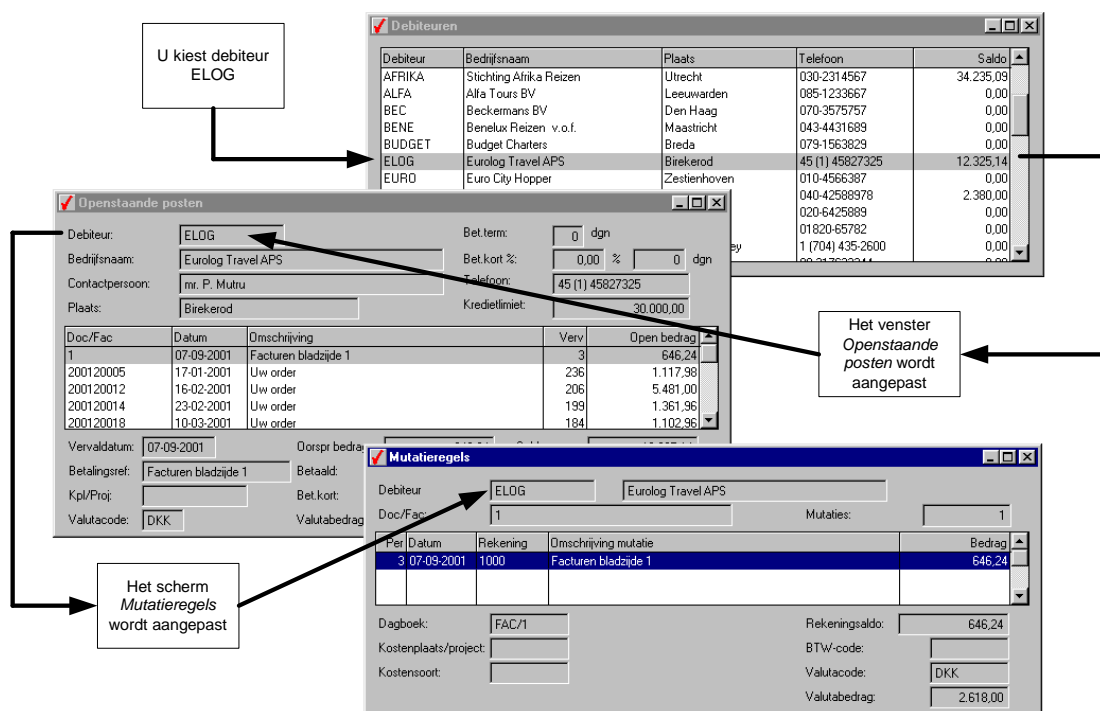 U kiest debiteur
ELOG
Debiteuren
Debiteur Bedrijfsnaam Plaats Telefoon Saldo
AFRIKA Stichting Afrika Reizen Utrecht 030-2314567 34.235,09
ALFA Alfa Tours BV Leeuwarden 085-1233667 0,00
BEC Beckermans BV Den Haag 070-3575757 0,00
BENE Benelux Reizen v.o.f. Maastricht 043-4431689 0,00
BUDGET Budget Charters Breda 079-1563829 0,00
ELOG Eurolog Travel APS Birekerod 45 (1) 45827325 12.325,14
EURO Euro City Hopper Zestienhoven 010-4566387 0,00
040-42588978 2.380,00
020-6425889 0,00
01820-65782 0,00
ey 1 (704) 435-2600 0,00
Openstaande posten
Debiteur: ELOG Bet.term: 0 dgn
Bedrijfsnaam: Eurolog Travel APS Bet.kort %: 0,00 % 0 dgn
Contactpersoon: mr. P. Mutru Telefoon: 45 (1) 45827325
Plaats: Birekerod Kredietlimiet: 30.000,00
Doc/Fac Datum Omschrijving Verv Open bedrag
1 07-09-2001 Facturen bladzijde 1 3 646,24
200120005 17-01-2001 Uw order 236 1.117,98
200120012 16-02-2001 Uw order 206 5.481,00
200120014 23-02-2001 Uw order 199 1.361,96
200120018 10-03-2001 Uw order 184 1.102,96
Vervaldatum: 07-09-2001 Oorspr bedrag
Betalingsref: Facturen bladzijde 1 Betaald:
Kpl/Proj: Bet.kort:
Valutacode: DKK Valutabedrag
Het venster
Openstaande
posten wordt
aangepast
Mutatieregels
Debiteur ELOG Eurolog Travel APS
Doc/Fac: 1 Mutaties: 1
Per Datum Rekening Omschrijving mutatie Bedrag
3 07-09-2001 1000 Facturen bladzijde 1 646,24
Dagboek: FAC/1 Rekeningsaldo: 646,24
Kostenplaats/project: BTW-code:
Kostensoort: Valutacode: DKK
Valutabedrag: 2.618,00
Het scherm
Mutatieregels
wordt aangepast